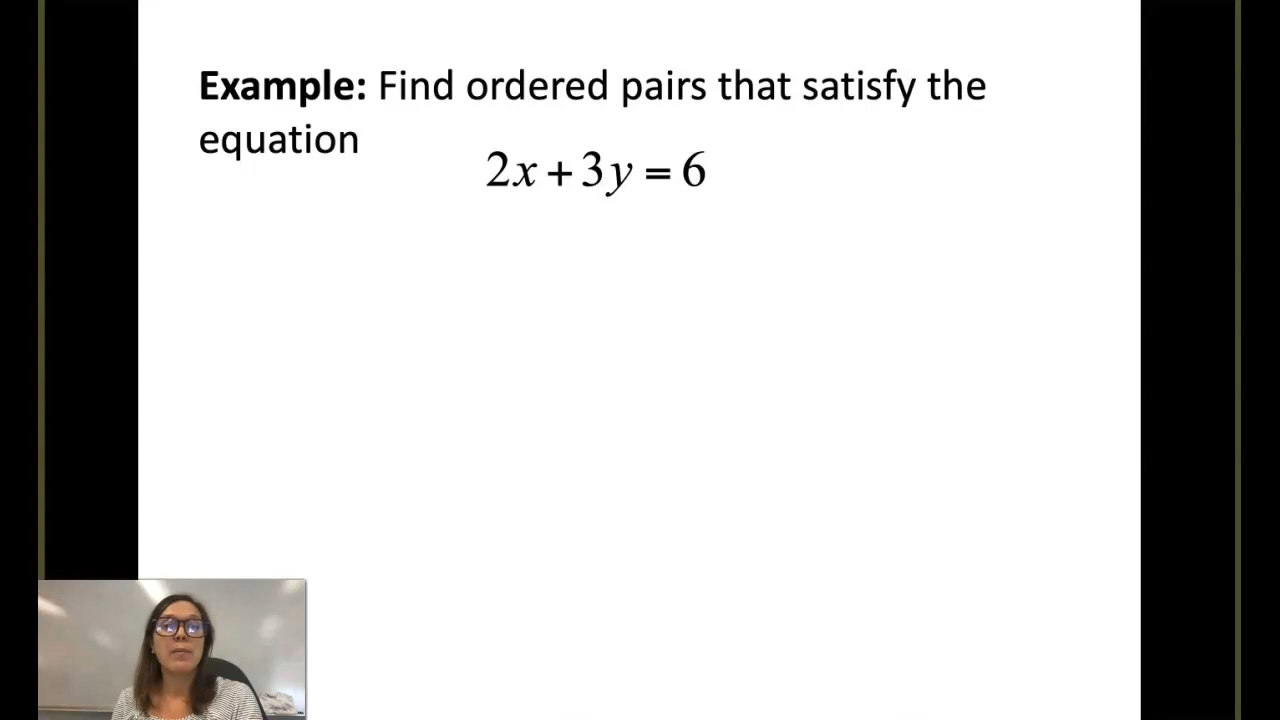 Example: Find ordered pairs that satisfy the
equation
2x + 3y = 6